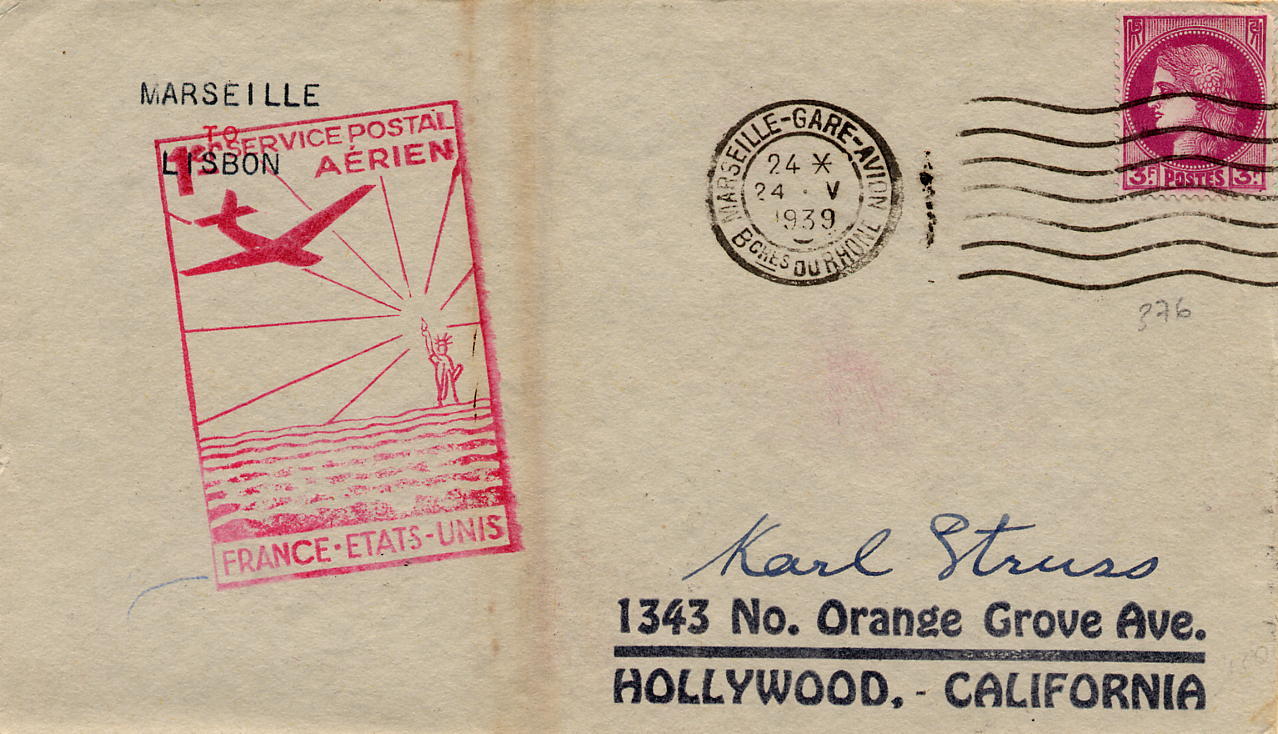 MARSEILLE
TO
LISBON
1er SERVICE POSTAL
AÉRIEN
FRANCE·ETATS-UNIS
MARSEILLE-GARE-AVION
24 *
24 · V
1939
BCHES DU RHONE
3F POSTES 3F
376
Karl Struss
1343 No. Orange Grove Ave.
HOLLYWOOD, - CALIFORNIA